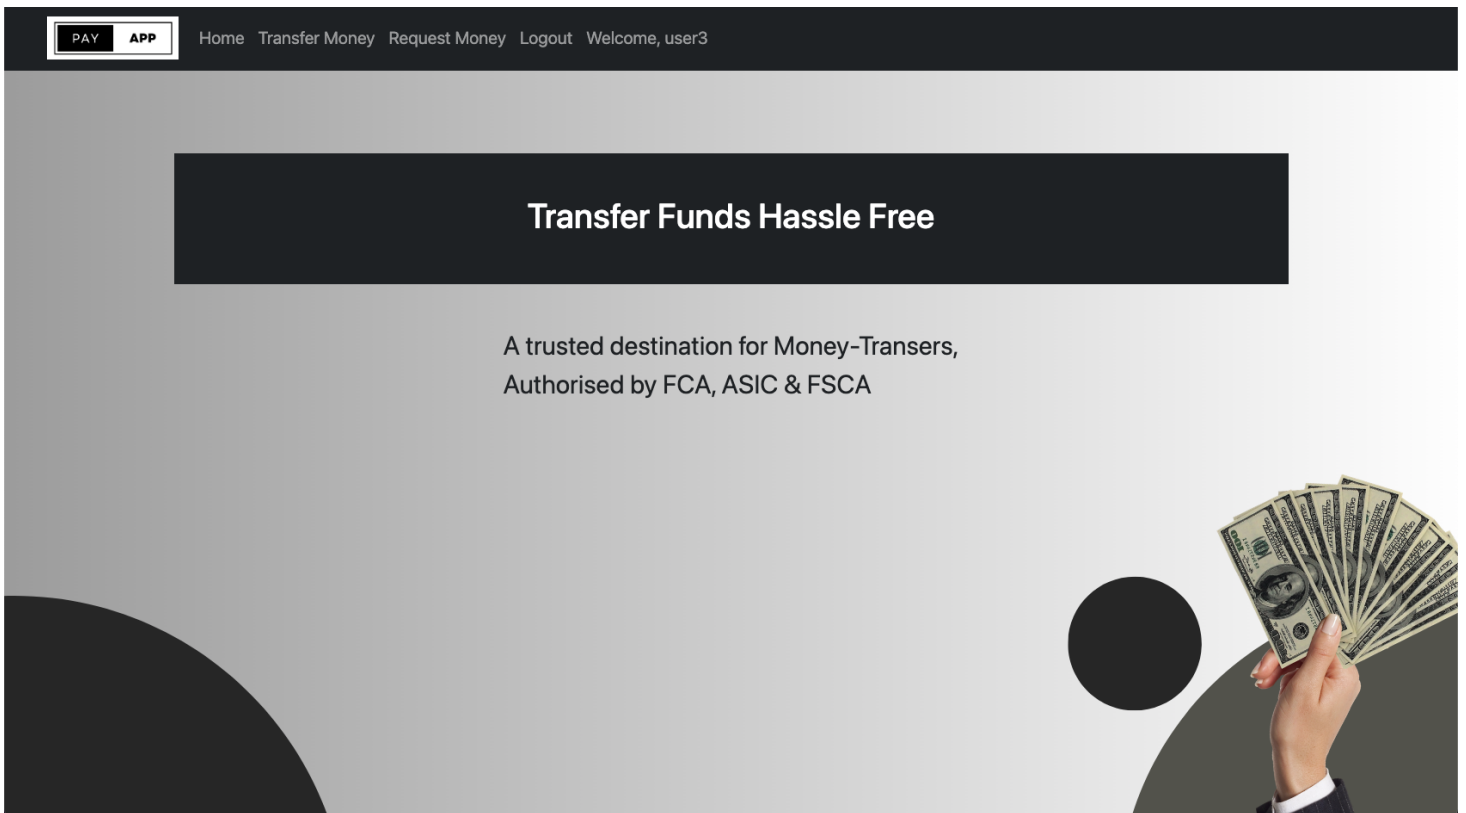 PAY APP Home Transfer Money Request Money Logout Welcome, user3
Transfer Funds Hassle Free
A trusted destination for Money-Transers,
Authorised by FCA, ASIC & FSCA
100